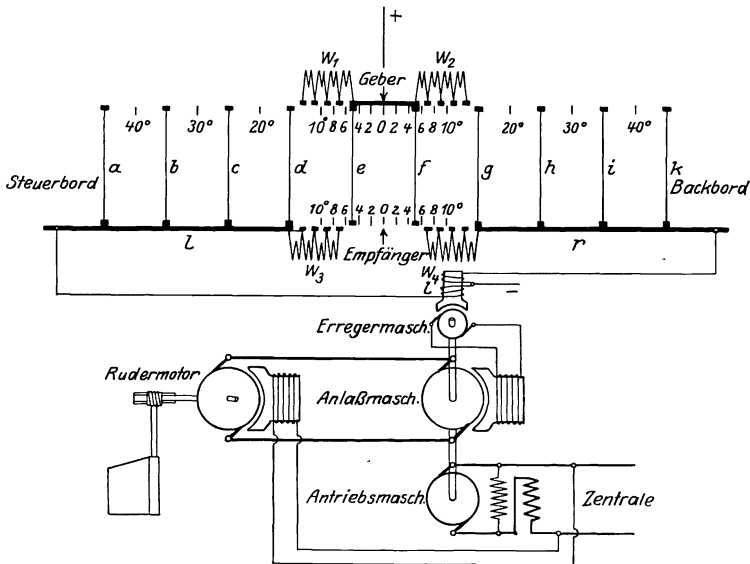 +
W₁ W₂
Geber
40° 30° 20° 10° 8 6 4 2 0 2 4 6 8 10° 20° 30° 40°
a b c d e f g h i k
Steuerbord
Backbord
10° 8 6 4 2 0 2 4 6 8 10°
l W₃ Empfänger W₄ r
i −
Erregermasch.
Rudermotor
Anlaßmasch.
Antriebsmasch.
Zentrale